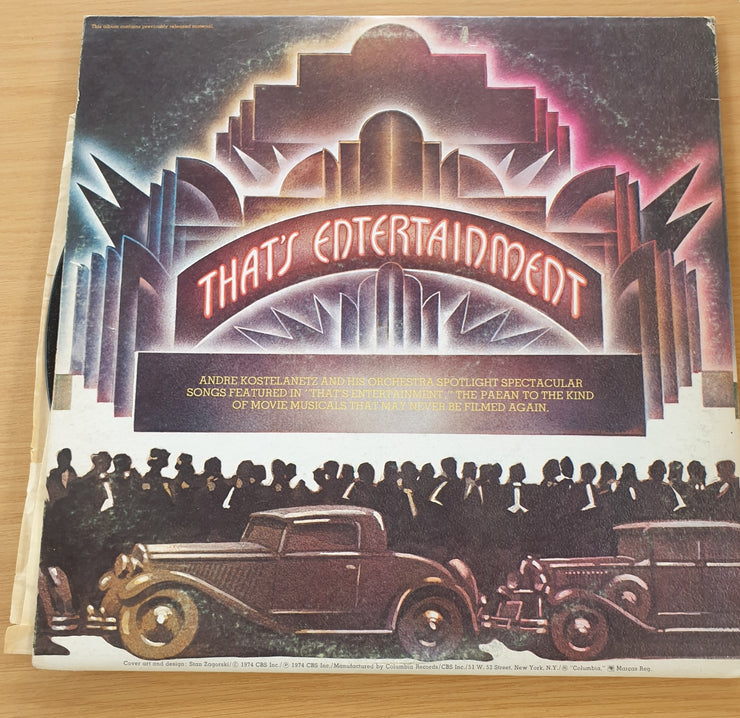 This album contains previously released material.
THAT'S ENTERTAINMENT
ANDRE KOSTELANETZ AND HIS ORCHESTRA SPOTLIGHT SPECTACULAR
SONGS FEATURED IN "THAT'S ENTERTAINMENT," THE PAEAN TO THE KIND
OF MOVIE MUSICALS THAT MAY NEVER BE FILMED AGAIN.
Cover art and design: Stan Zagorski/© 1974 CBS Inc./℗ 1974 CBS Inc./Manufactured by Columbia Records/CBS Inc./51 W. 52 Street, New York, N.Y./® "Columbia," Marcas Reg.